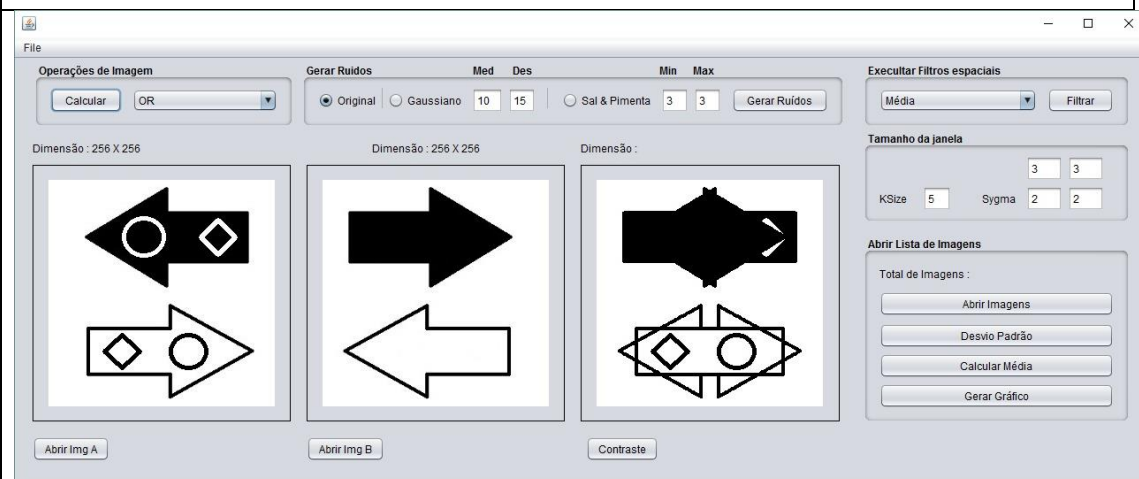 File
Operações de Imagem
Calcular OR
Gerar Ruidos Med Des Min Max
Original Gaussiano 10 15 Sal & Pimenta 3 3 Gerar Ruídos
Execultar Filtros espaciais
Média Filtrar
Tamanho da janela
3 3
KSize 5 Sygma 2 2
Dimensão : 256 X 256
Dimensão : 256 X 256
Dimensão :
Abrir Lista de Imagens
Total de Imagens :
Abrir Imagens
Desvio Padrão
Calcular Média
Gerar Gráfico
Abrir Img A
Abrir Img B
Contraste